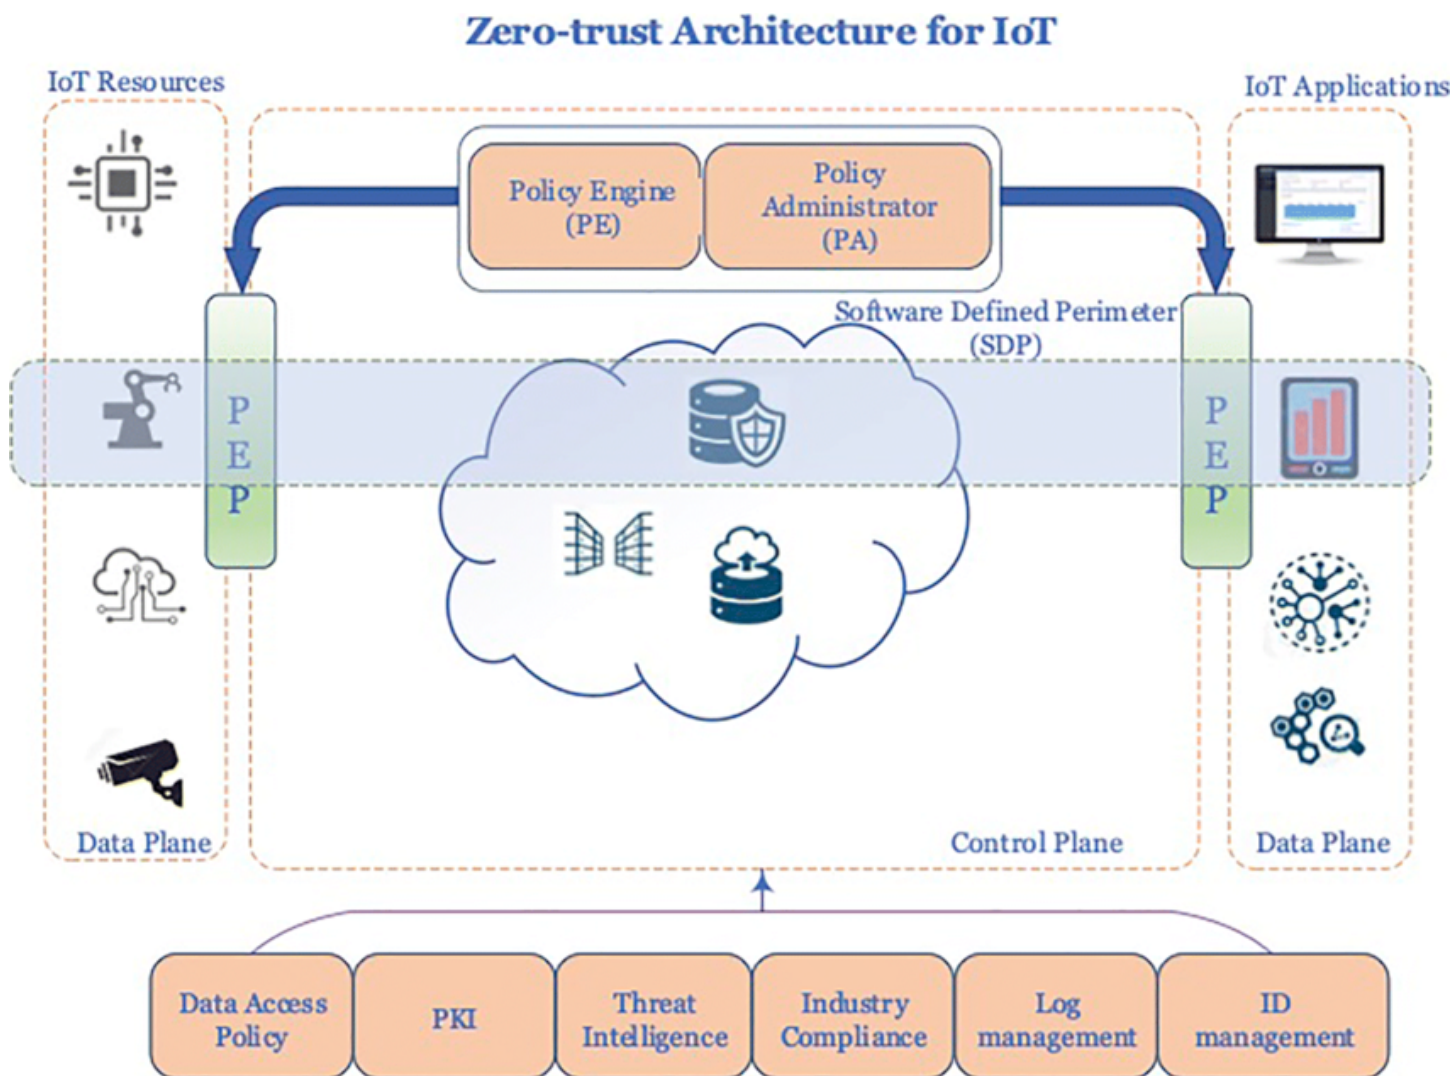 Zero-trust Architecture for IoT
IoT Resources
IoT Applications
Policy Engine
(PE)
Policy
Administrator
(PA)
Software Defined Perimeter
(SDP)
P
E
P
P
E
P
Data Plane
Control Plane
Data Plane
Data Access
Policy
PKI
Threat
Intelligence
Industry
Compliance
Log
management
ID
management